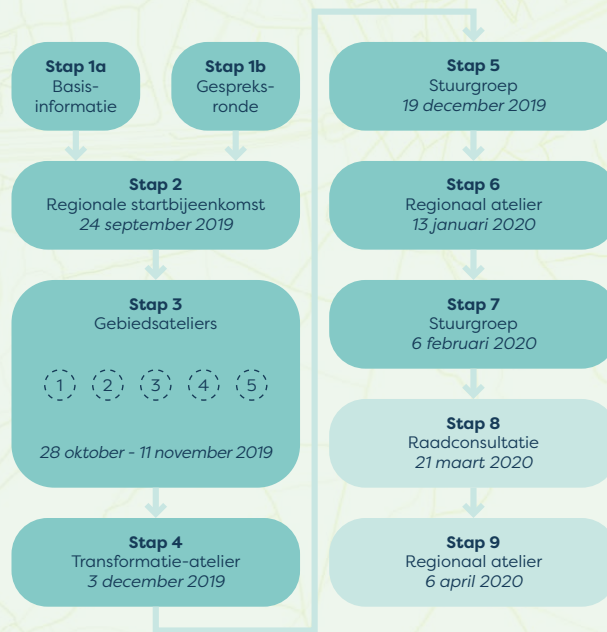 Stap 1a
Basis-
informatie
Stap 1b
Gespreks-
ronde
Stap 2
Regionale startbijeenkomst
24 september 2019
Stap 3
Gebiedsateliers
1 2 3 4 5
28 oktober - 11 november 2019
Stap 4
Transformatie-atelier
3 december 2019
Stap 5
Stuurgroep
19 december 2019
Stap 6
Regionaal atelier
13 januari 2020
Stap 7
Stuurgroep
6 februari 2020
Stap 8
Raadconsultatie
21 maart 2020
Stap 9
Regionaal atelier
6 april 2020